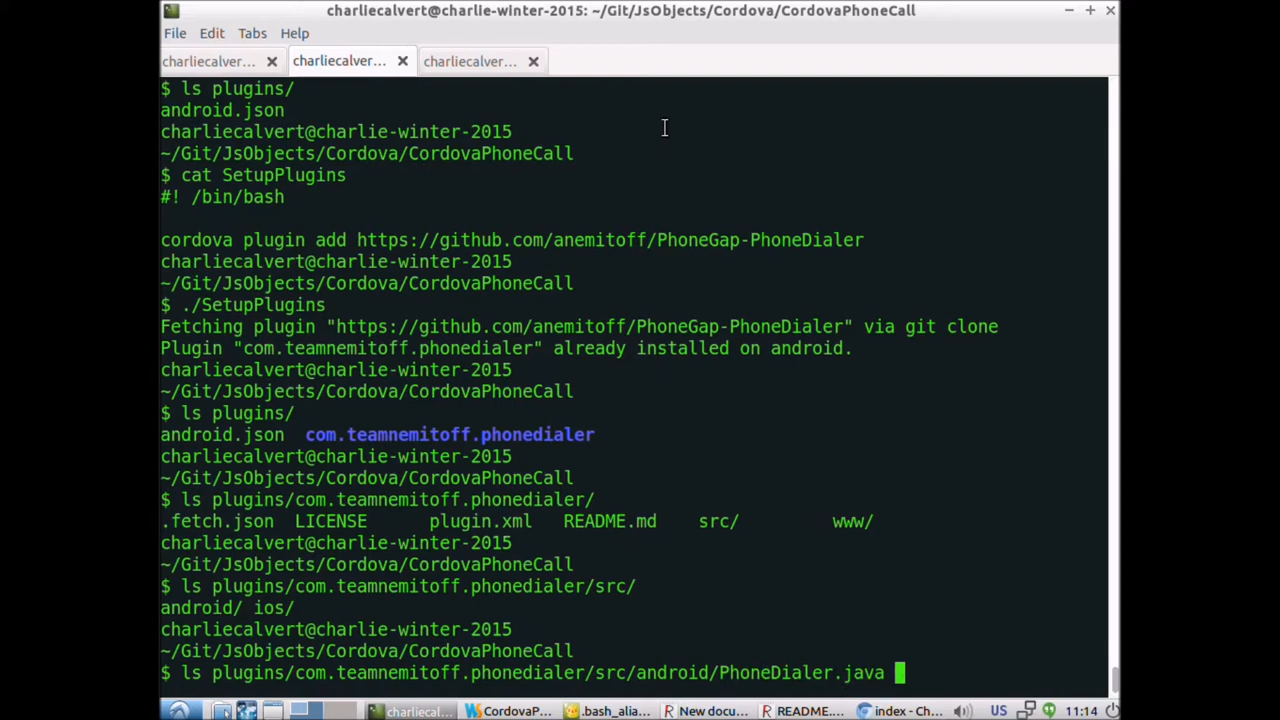 charliecalvert@charlie-winter-2015: ~/Git/JsObjects/Cordova/CordovaPhoneCall
File Edit Tabs Help
charliecalver... charliecalver... charliecalver...
$ ls plugins/
android.json
charliecalvert@charlie-winter-2015
~/Git/JsObjects/Cordova/CordovaPhoneCall
$ cat SetupPlugins
#! /bin/bash
cordova plugin add https://github.com/anemitoff/PhoneGap-PhoneDialer
charliecalvert@charlie-winter-2015
~/Git/JsObjects/Cordova/CordovaPhoneCall
$ ./SetupPlugins
Fetching plugin "https://github.com/anemitoff/PhoneGap-PhoneDialer" via git clone
Plugin "com.teamnemitoff.phonedialer" already installed on android.
charliecalvert@charlie-winter-2015
~/Git/JsObjects/Cordova/CordovaPhoneCall
$ ls plugins/
android.json com.teamnemitoff.phonedialer
charliecalvert@charlie-winter-2015
~/Git/JsObjects/Cordova/CordovaPhoneCall
$ ls plugins/com.teamnemitoff.phonedialer/
.fetch.json LICENSE plugin.xml README.md src/ www/
charliecalvert@charlie-winter-2015
~/Git/JsObjects/Cordova/CordovaPhoneCall
$ ls plugins/com.teamnemitoff.phonedialer/src/
android/ ios/
charliecalvert@charlie-winter-2015
~/Git/JsObjects/Cordova/CordovaPhoneCall
$ ls plugins/com.teamnemitoff.phonedialer/src/android/PhoneDialer.java
charliecal... CordovaP... .bash_alia... New docu... README.... index - Ch... US 11:14